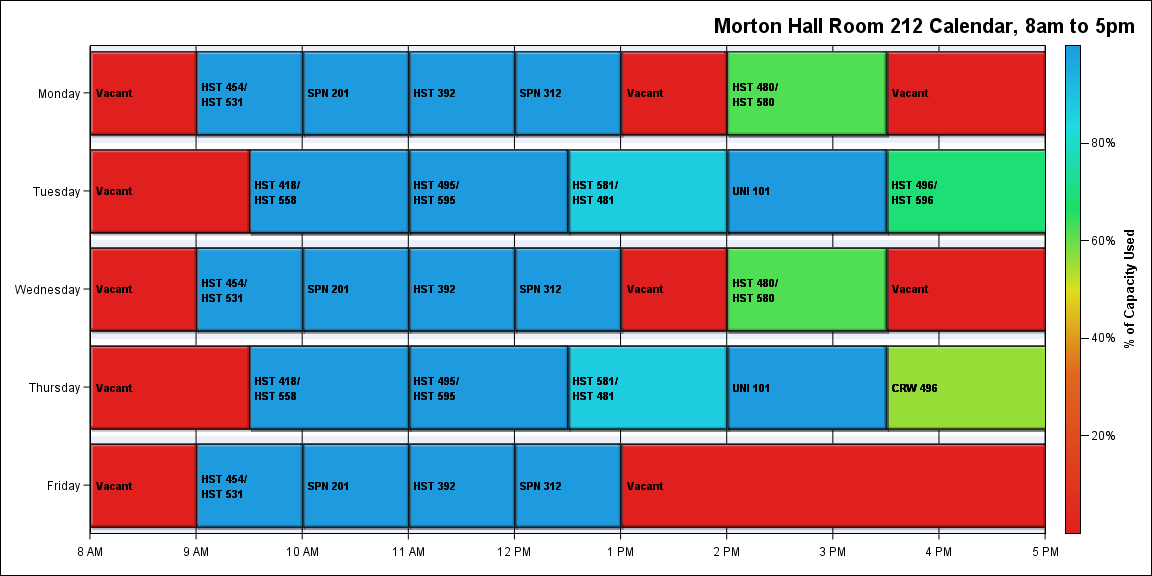 Morton Hall Room 212 Calendar, 8am to 5pm
Monday
Vacant
HST 454/
HST 531
SPN 201
HST 392
SPN 312
Vacant
HST 480/
HST 580
Vacant
Tuesday
Vacant
HST 418/
HST 558
HST 495/
HST 595
HST 581/
HST 481
UNI 101
HST 496/
HST 596
Wednesday
Vacant
HST 454/
HST 531
SPN 201
HST 392
SPN 312
Vacant
HST 480/
HST 580
Vacant
Thursday
Vacant
HST 418/
HST 558
HST 495/
HST 595
HST 581/
HST 481
UNI 101
CRW 496
Friday
Vacant
HST 454/
HST 531
SPN 201
HST 392
SPN 312
Vacant
8 AM
9 AM
10 AM
11 AM
12 PM
1 PM
2 PM
3 PM
4 PM
5 PM
80%
60%
40%
20%
% of Capacity Used